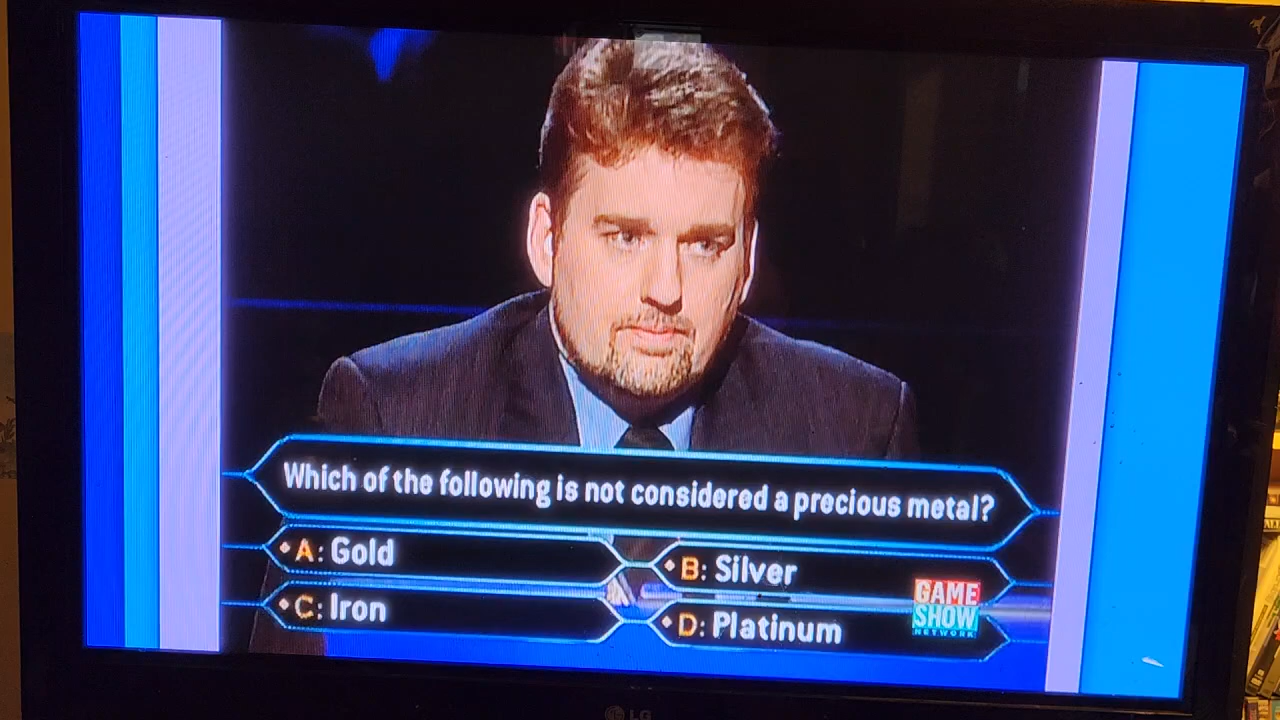 Which of the following is not considered a precious metal?
A: Gold
B: Silver
C: Iron
D: Platinum
GAME
SHOW
NETWORK
LG